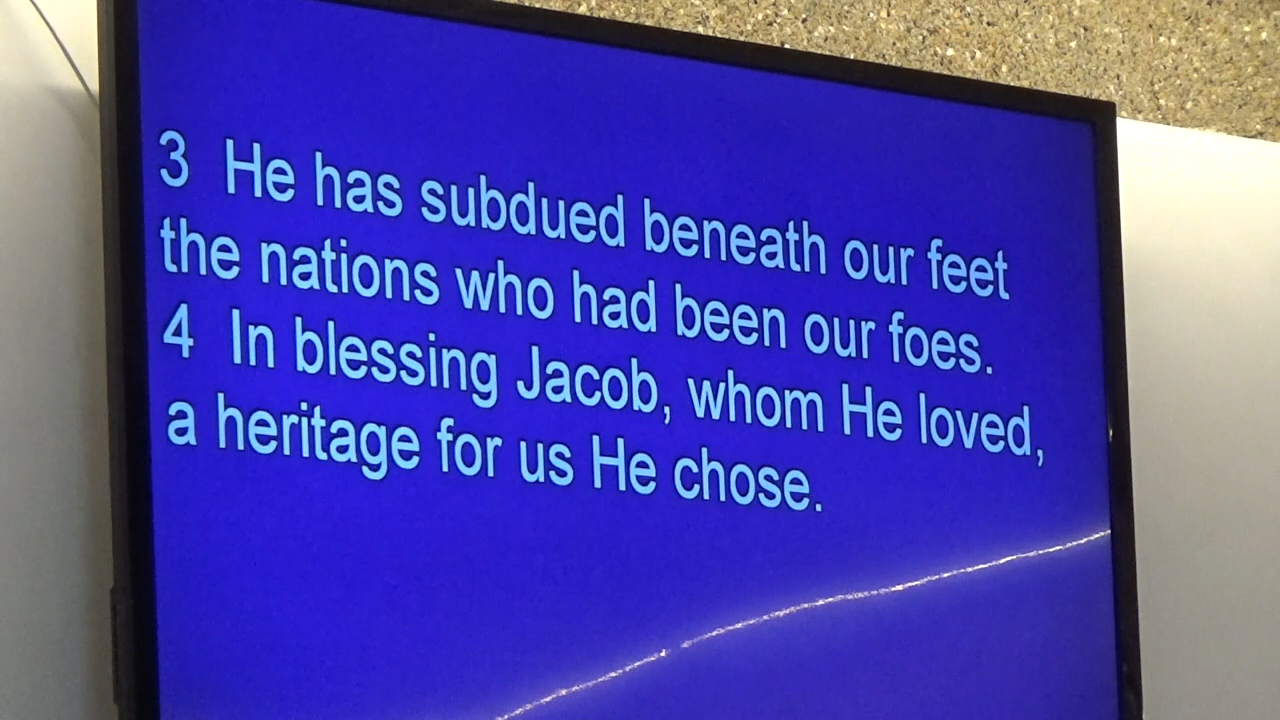 3 He has subdued beneath our feet
the nations who had been our foes.
4 In blessing Jacob, whom He loved,
a heritage for us He chose.